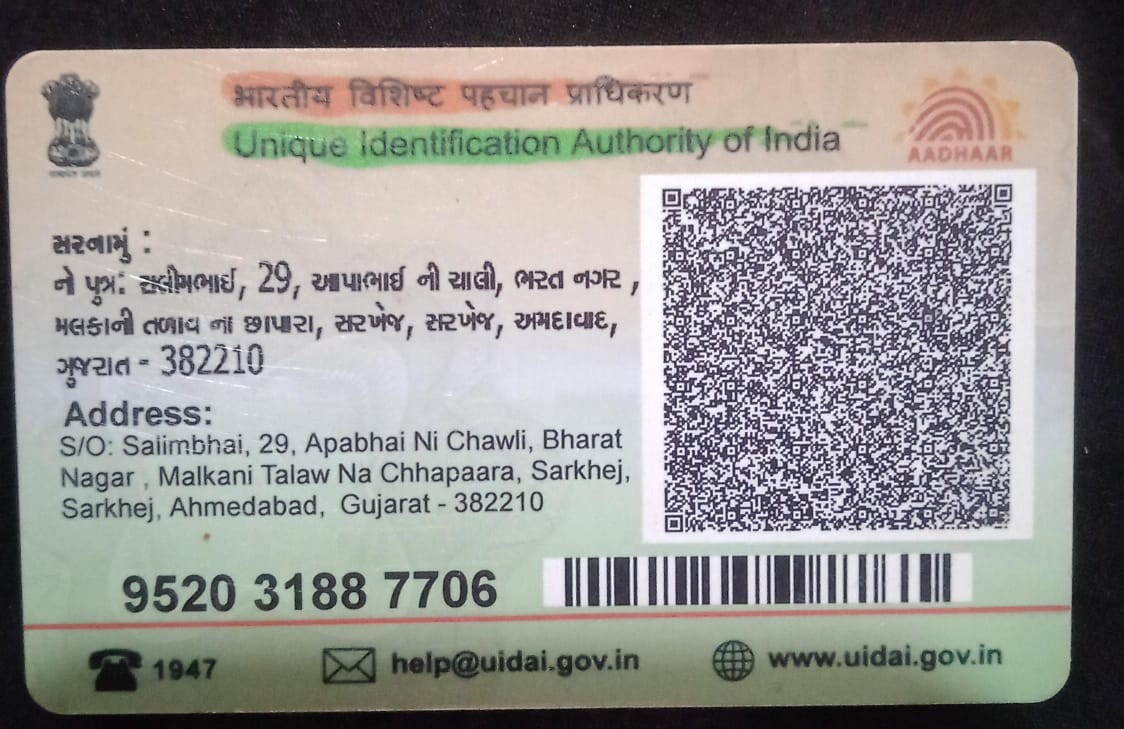 भारतीय विशिष्ट पहचान प्राधिकरण
Unique Identification Authority of India
AADHAAR
સરનામું :
ને પુત્ર: સલીમભાઈ, 29, આપાભાઈ ની ચાલી, ભરત નગર ,
મલકાની તળાવ ના છાપારા, સરખેજ, સરખેજ, અમદાવાદ,
ગુજરાત - 382210
Address:
S/O: Salimbhai, 29, Apabhai Ni Chawli, Bharat
Nagar , Malkani Talaw Na Chhapaara, Sarkhej,
Sarkhej, Ahmedabad, Gujarat - 382210
9520 3188 7706
1947
help@uidai.gov.in
www.uidai.gov.in